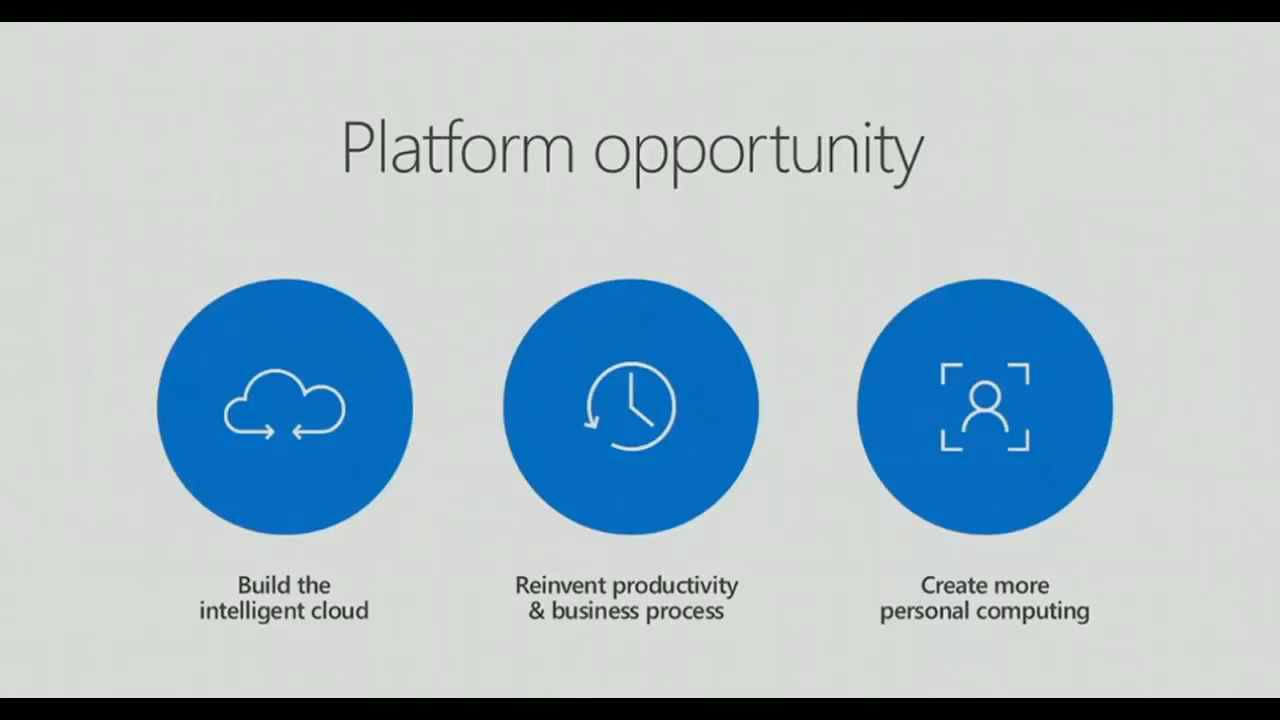 Platform opportunity
Build the
intelligent cloud
Reinvent productivity
& business process
Create more
personal computing